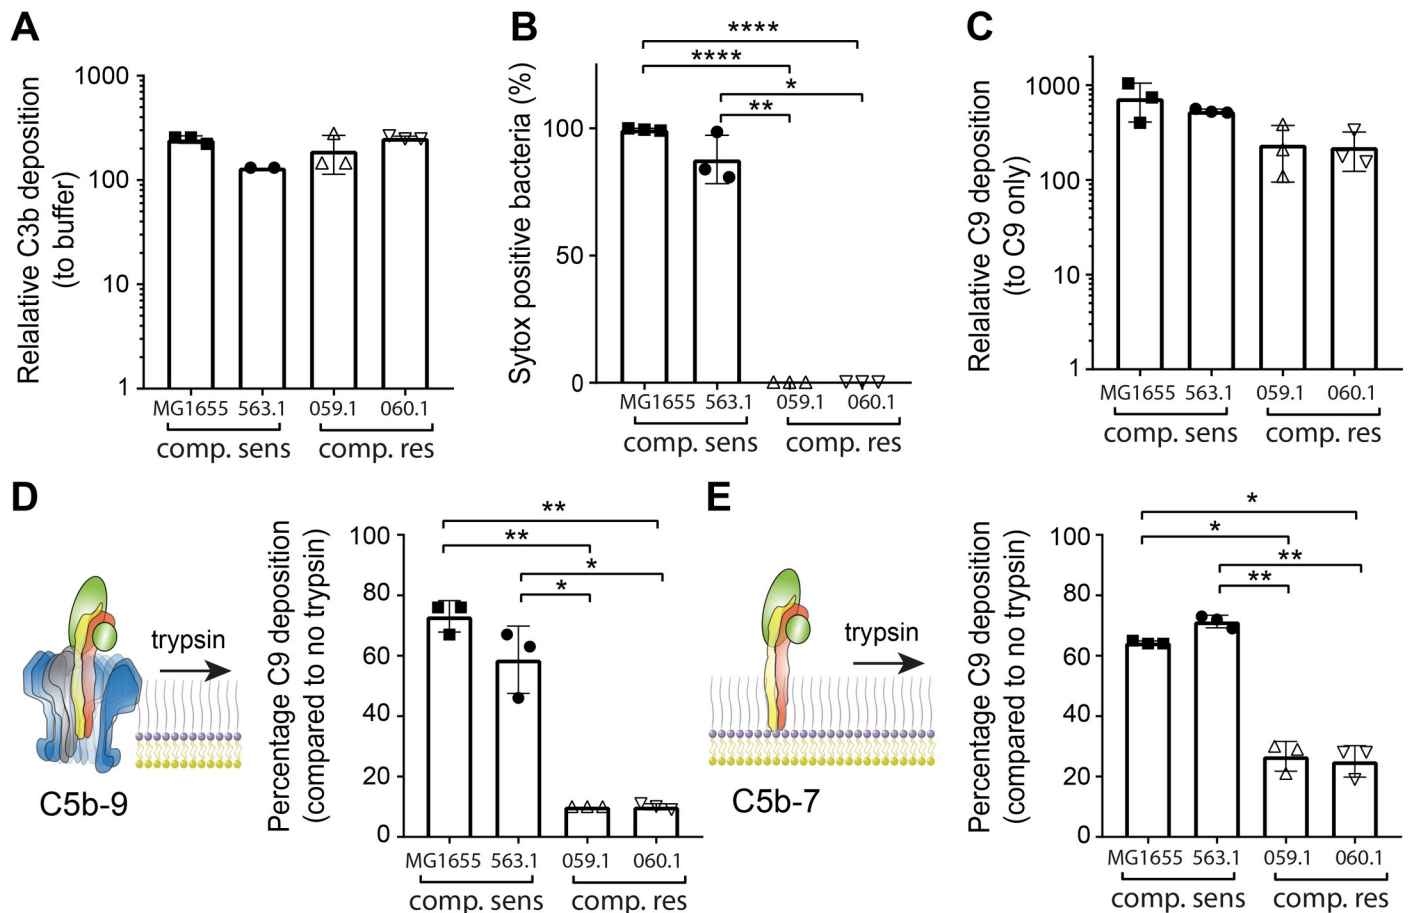 A
Relalative C3b deposition
(to buffer)
1000
100
10
1
MG1655 563.1 059.1 060.1
comp. sens comp. res
B
Sytox positive bacteria (%)
100
50
0
****
****
*
**
MG1655 563.1 059.1 060.1
comp. sens comp. res
C
Relalative C9 deposition
(to C9 only)
1000
100
10
1
MG1655 563.1 059.1 060.1
comp. sens comp. res
D
trypsin
C5b-9
Percentage C9 deposition
(compared to no trypsin)
100
80
60
40
20
0
**
**
*
*
MG1655 563.1 059.1 060.1
comp. sens comp. res
E
trypsin
C5b-7
Percentage C9 deposition
(compared to no trypsin)
100
80
60
40
20
0
*
*
**
**
MG1655 563.1 059.1 060.1
comp. sens comp. res